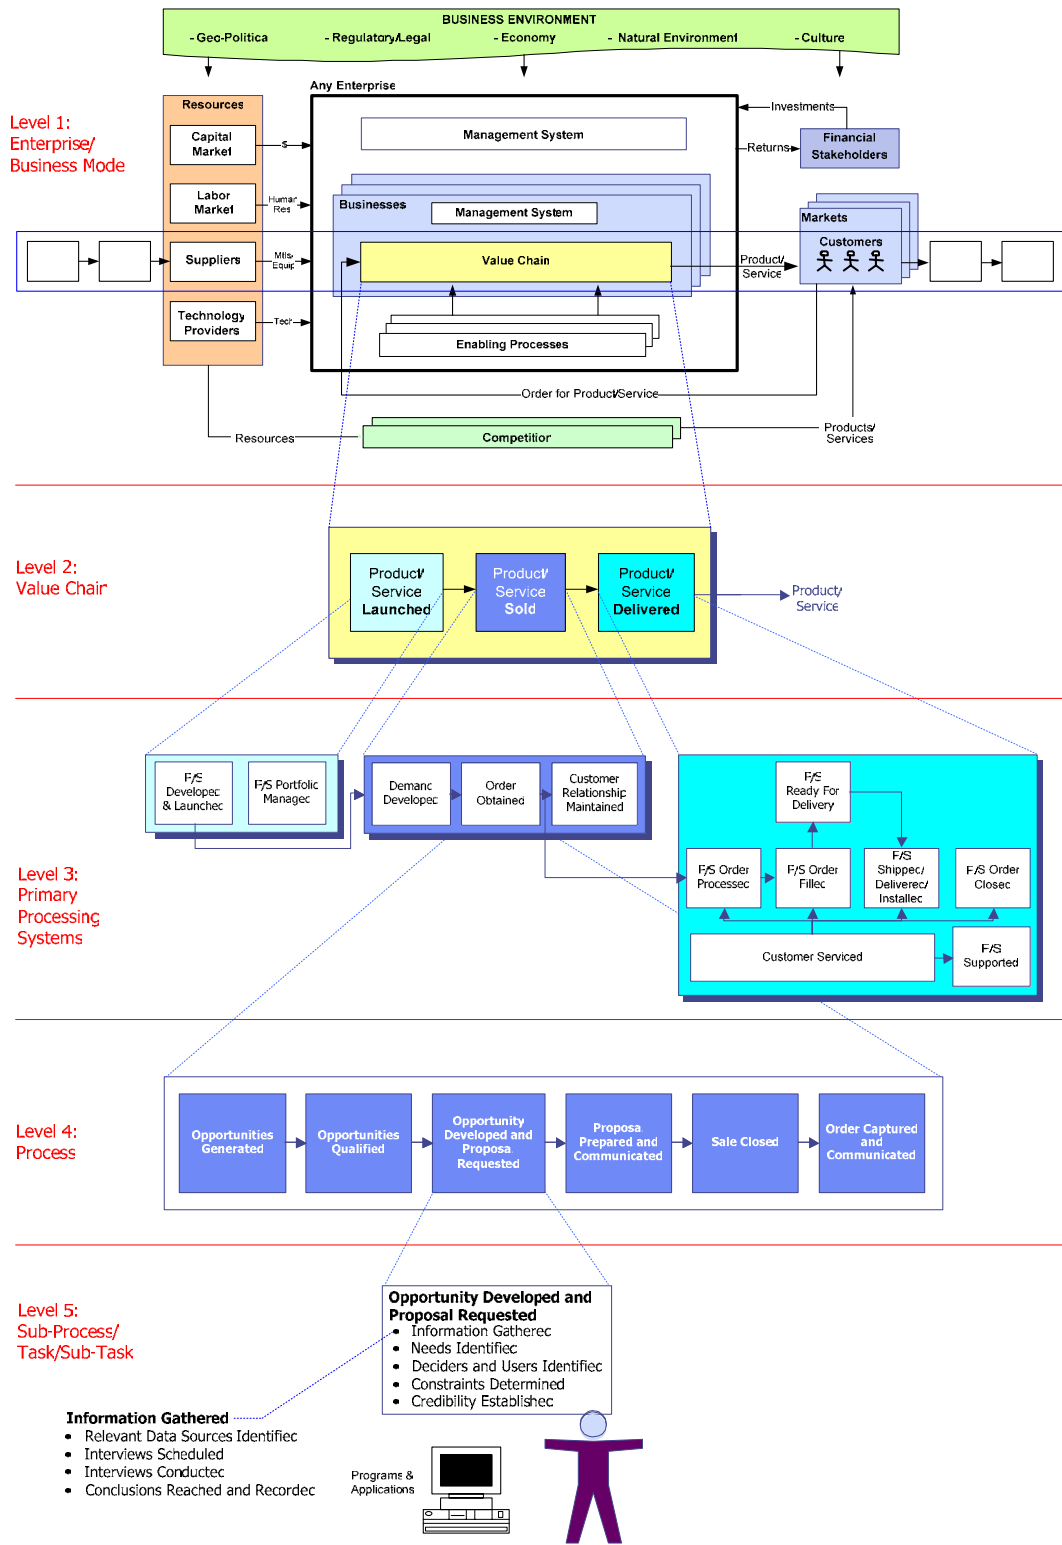 BUSINESS ENVIRONMENT
- Geo-Politica
- Regulatory/Legal
- Economy
- Natural Environment
- Culture
Level 1:
Enterprise/
Business Mode
Any Enterprise
Resources
Capital
Market
$
Labor
Market
Human
Res
Suppliers
Mtls/
Equip
Technology
Providers
Tech
Management System
Businesses
Management System
Value Chain
Enabling Processes
Investments
Returns
Financial
Stakeholders
Markets
Customers
Product/
Service
Order for Product/Service
Resources
Competition
Products/
Services
Level 2:
Value Chain
Product/
Service
Launched
Product/
Service
Sold
Product/
Service
Delivered
Product/
Service
Level 3:
Primary
Processing
Systems
P/S
Developed
& Launched
P/S Portfolio
Managed
Demand
Developed
Order
Obtained
Customer
Relationship
Maintained
P/S
Ready For
Delivery
P/S Order
Processed
P/S Order
Filled
P/S
Shipped/
Delivered/
Installed
P/S Order
Closed
Customer Serviced
P/S
Supported
Level 4:
Process
Opportunities
Generated
Opportunities
Qualified
Opportunity
Developed and
Proposa
Requested
Proposa
Prepared and
Communicated
Sale Closed
Order Captured
and
Communicated
Level 5:
Sub-Process/
Task/Sub-Task
Opportunity Developed and
Proposal Requested
• Information Gathered
• Needs Identified
• Deciders and Users Identified
• Constraints Determined
• Credibility Established
Information Gathered
• Relevant Data Sources Identified
• Interviews Scheduled
• Interviews Conducted
• Conclusions Reached and Recorded
Programs &
Applications